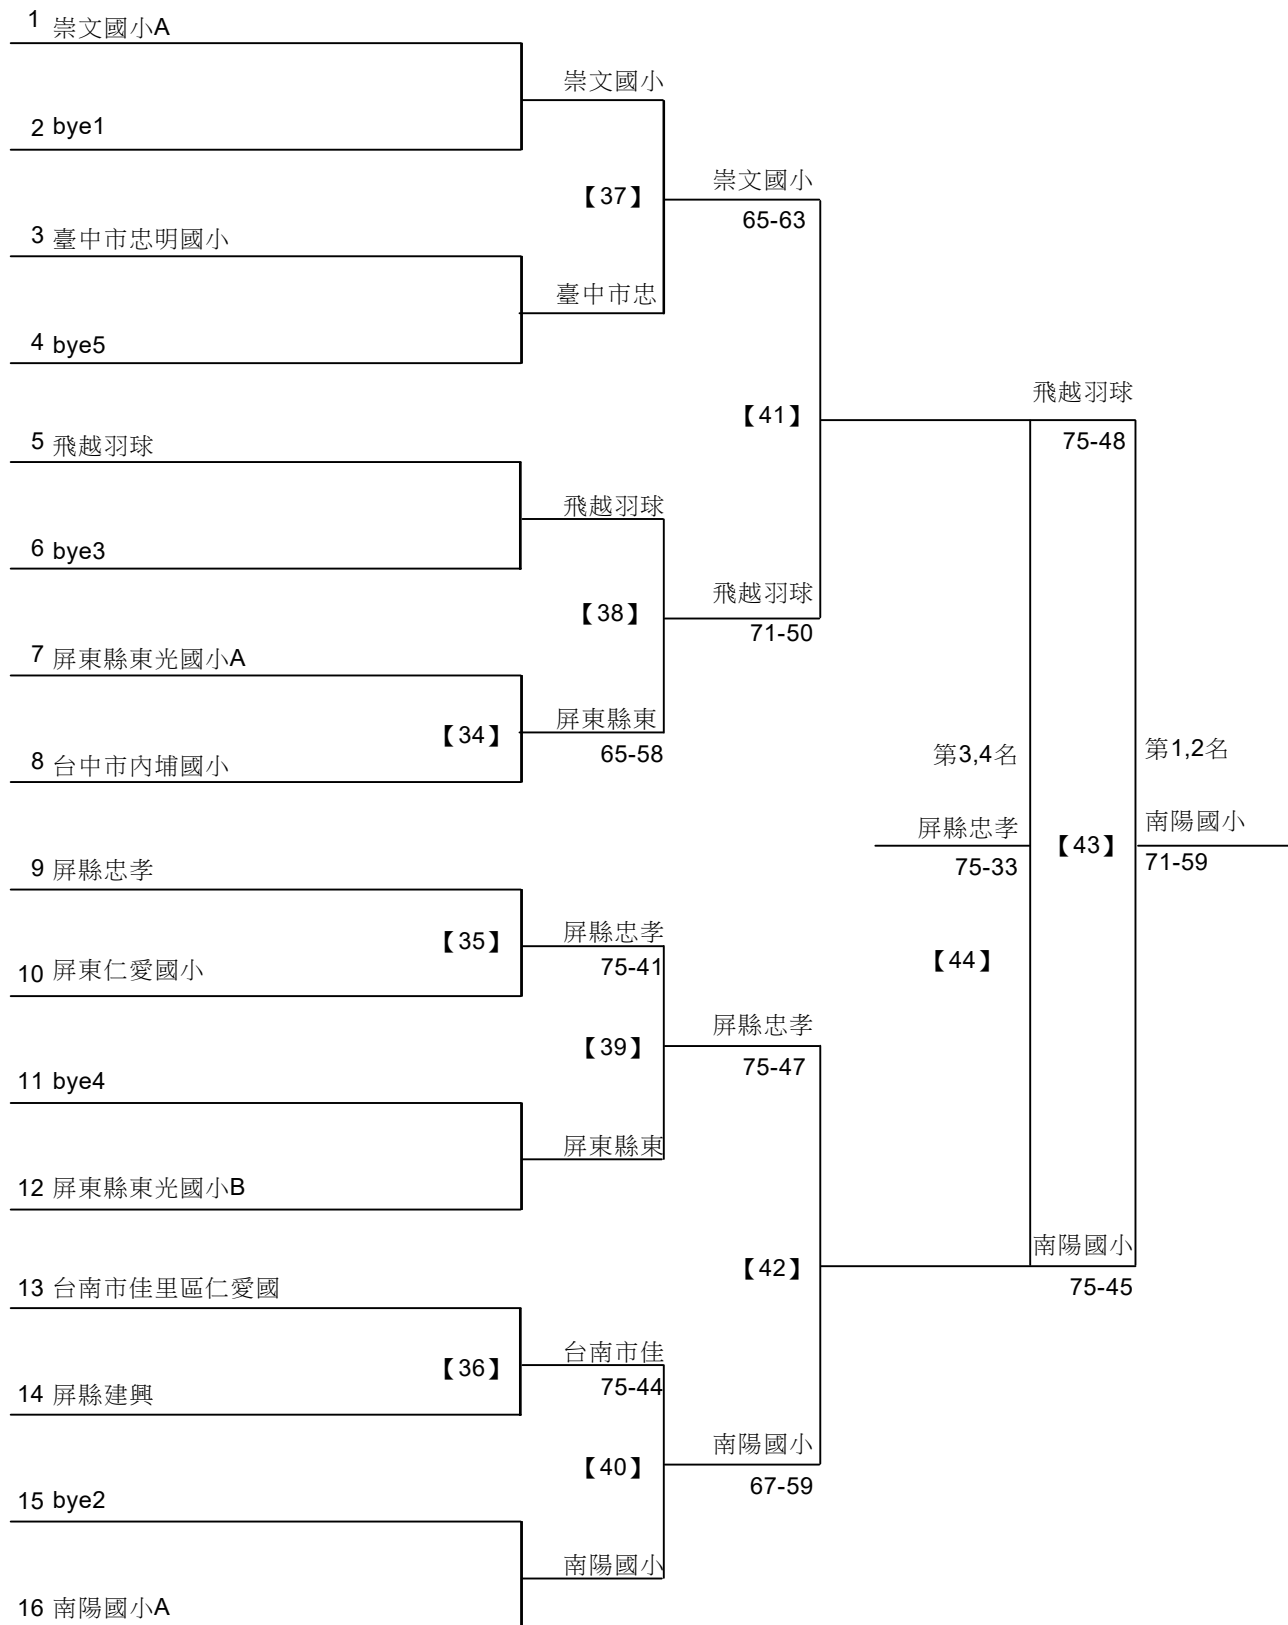 1 崇文國小A
崇文國小
2 bye1
【37】
崇文國小
65-63
3 臺中市忠明國小
臺中市忠
4 bye5
【41】
飛越羽球
75-48
5 飛越羽球
飛越羽球
6 bye3
【38】
飛越羽球
71-50
7 屏東縣東光國小A
【34】
屏東縣東
65-58
8 台中市內埔國小
第3,4名
第1,2名
屏縣忠孝
75-33
【43】
南陽國小
71-59
9 屏縣忠孝
【35】
屏縣忠孝
75-41
【44】
10 屏東仁愛國小
【39】
屏縣忠孝
75-47
11 bye4
屏東縣東
12 屏東縣東光國小B
【42】
南陽國小
75-45
13 台南市佳里區仁愛國
【36】
台南市佳
75-44
14 屏縣建興
【40】
南陽國小
67-59
15 bye2
南陽國小
16 南陽國小A